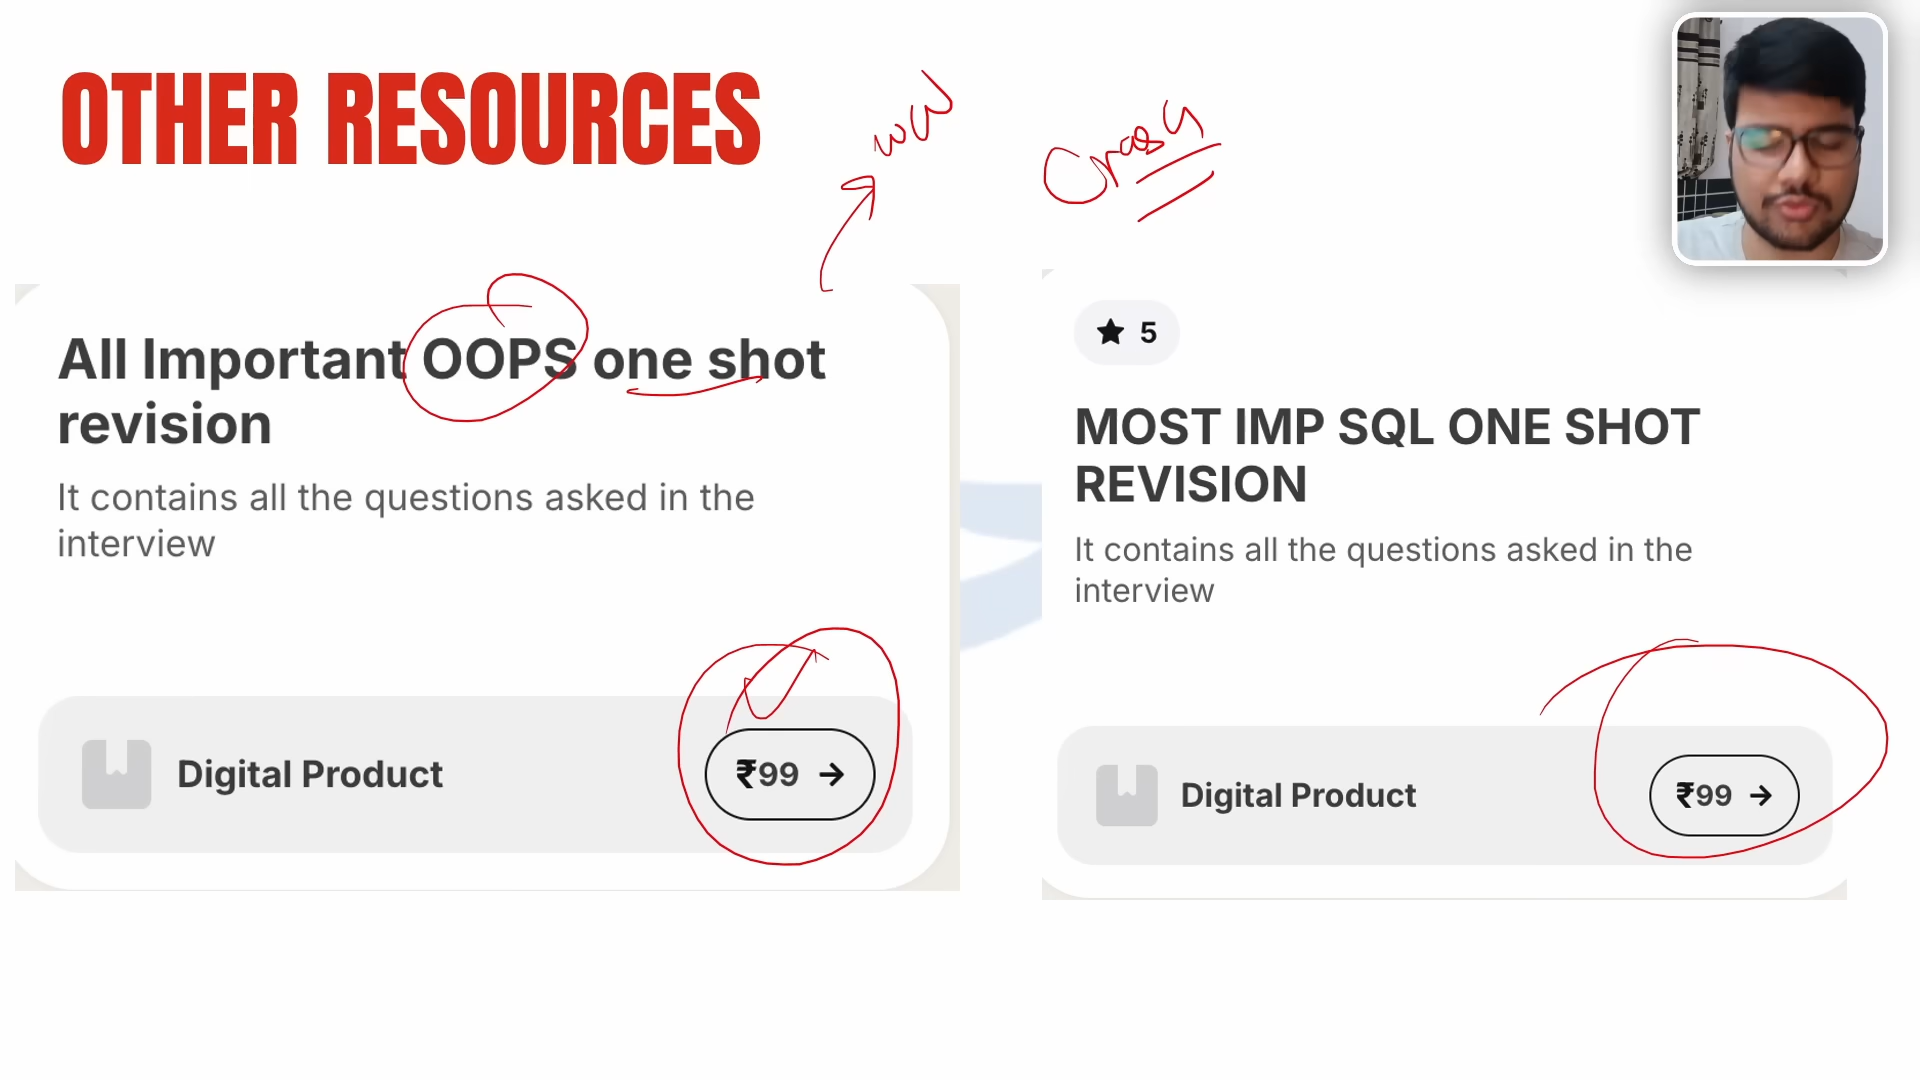 OTHER RESOURCES
All Important OOPS one shot
revision
It contains all the questions asked in the
interview
Digital Product
₹99 →
★ 5
MOST IMP SQL ONE SHOT
REVISION
It contains all the questions asked in the
interview
Digital Product
₹99 →